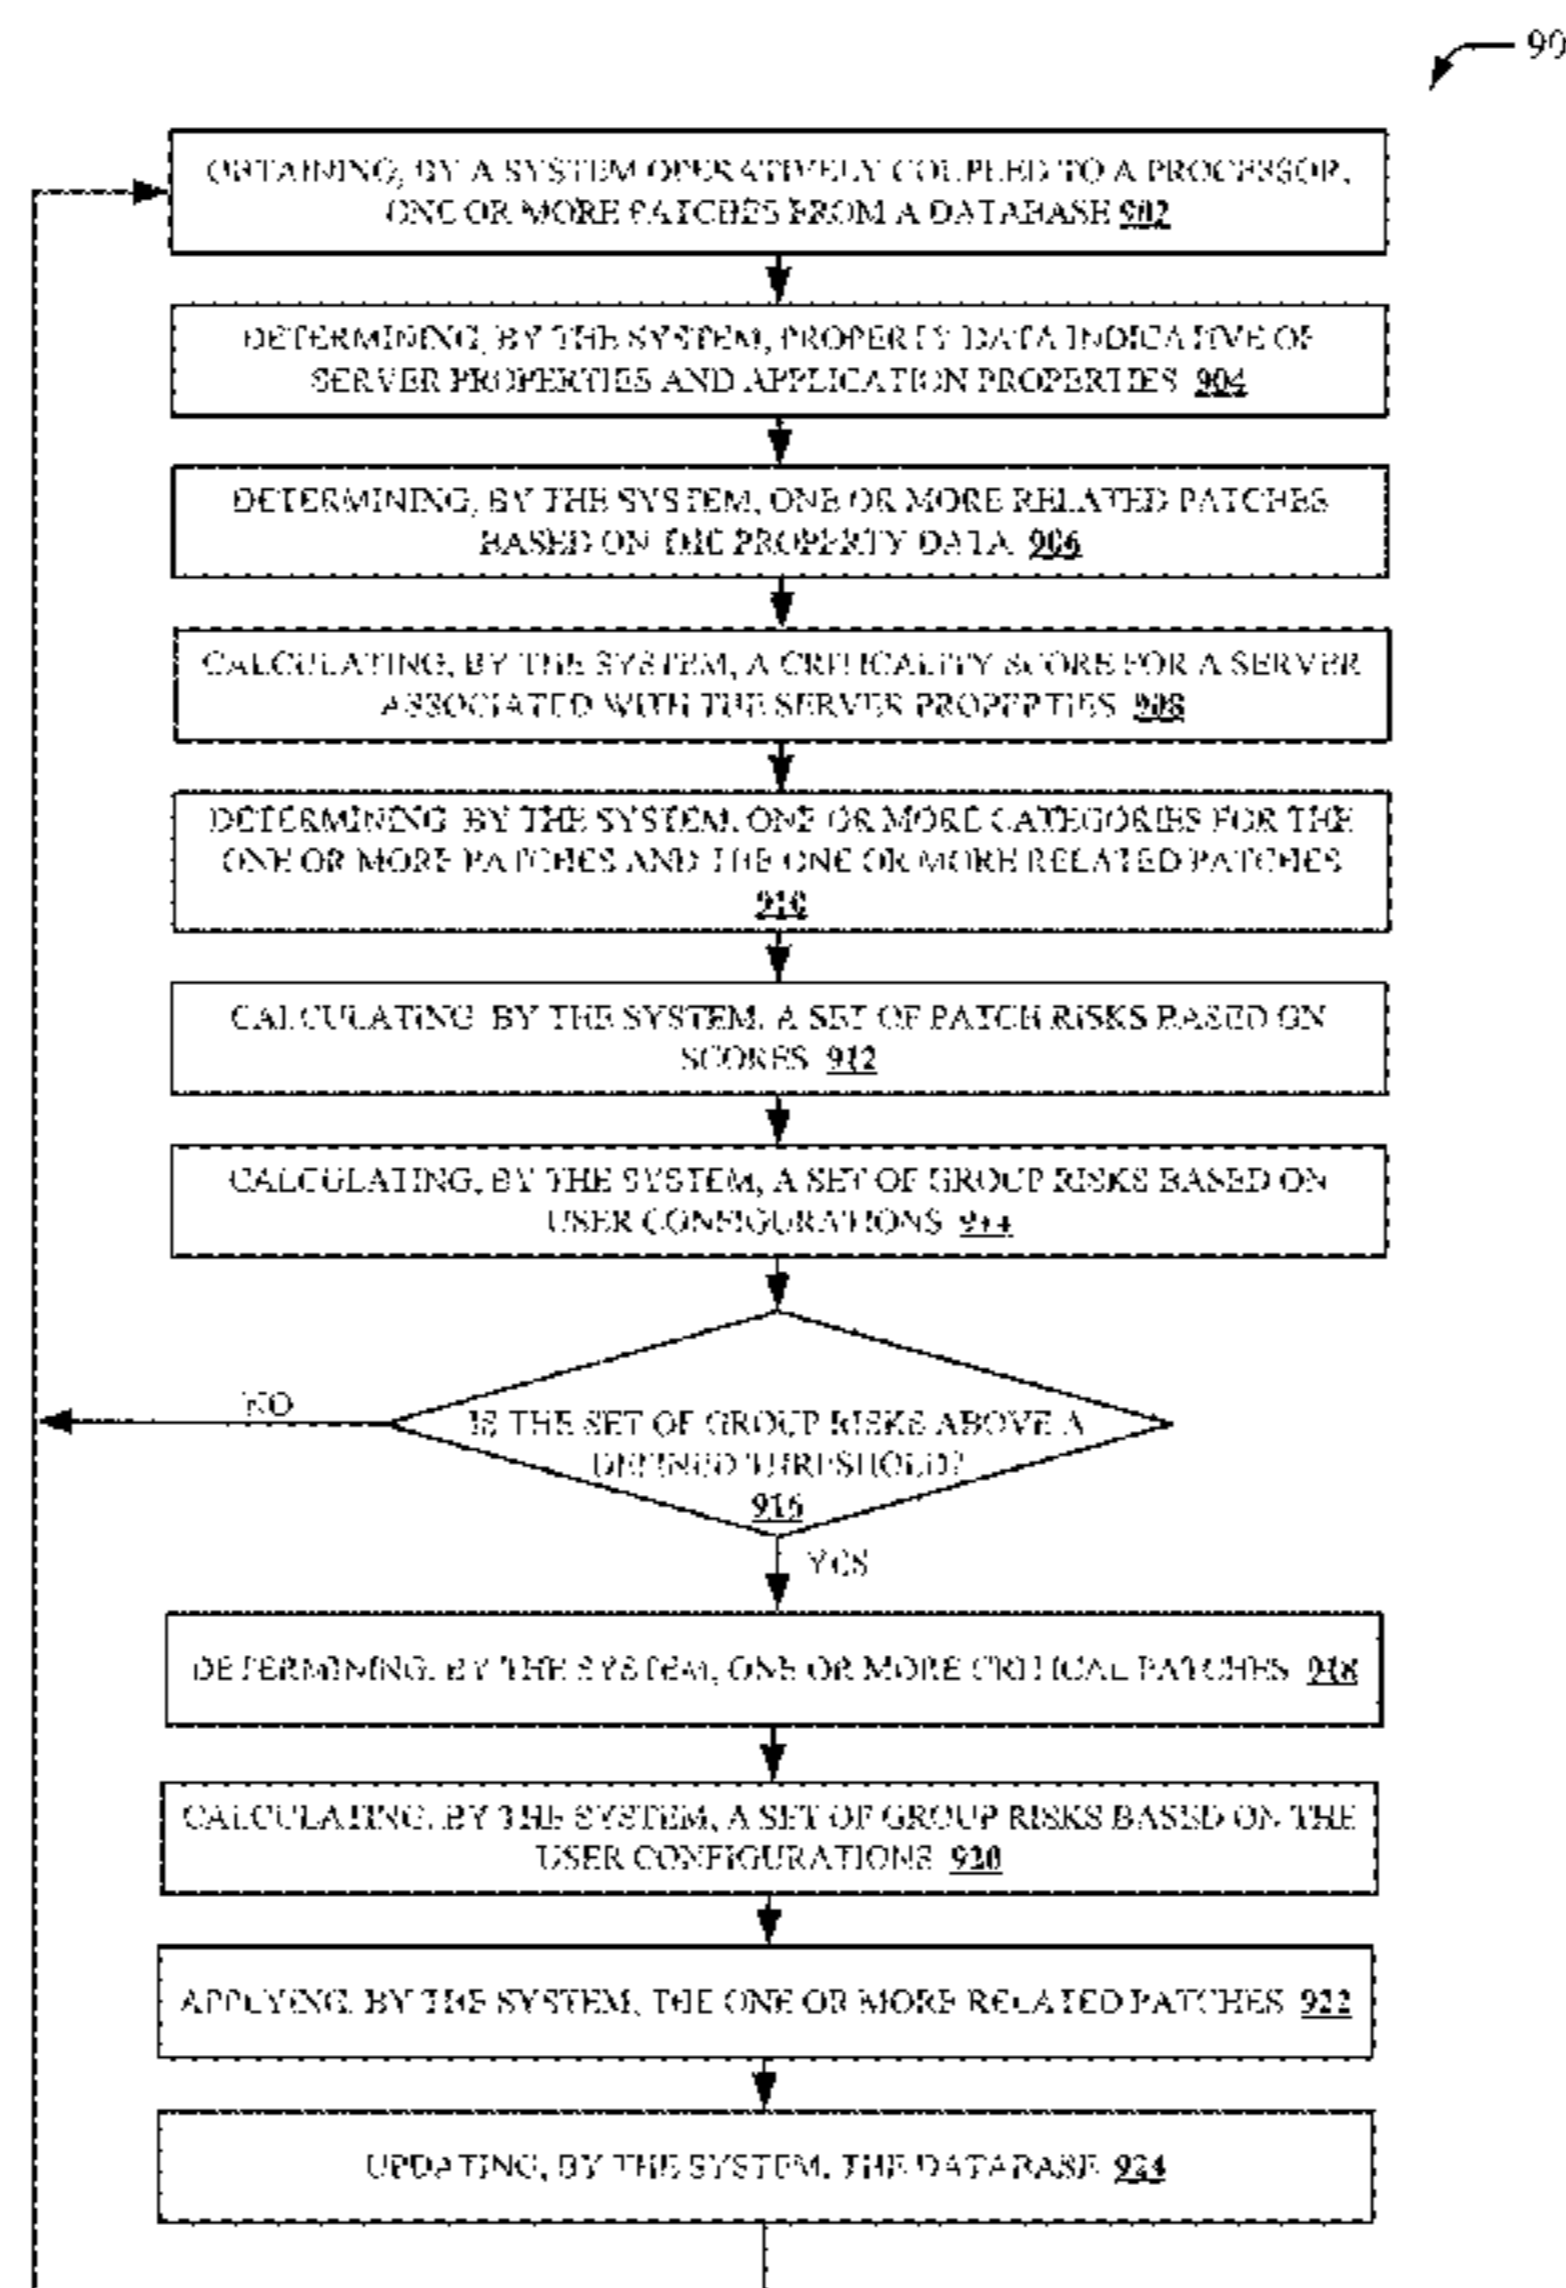 90
OBTAINING, BY A SYSTEM OPERATIVELY COUPLED TO A PROCESSOR,
ONE OR MORE PATCHES FROM A DATABASE 902
DETERMINING, BY THE SYSTEM, PROPERTY DATA INDICATIVE OF
SERVER PROPERTIES AND APPLICATION PROPERTIES 904
DETERMINING, BY THE SYSTEM, ONE OR MORE RELATED PATCHES
BASED ON THE PROPERTY DATA 906
CALCULATING, BY THE SYSTEM, A CRITICALITY SCORE FOR A SERVER
ASSOCIATED WITH THE SERVER PROPERTIES 908
DETERMINING, BY THE SYSTEM, ONE OR MORE CATEGORIES FOR THE
ONE OR MORE PATCHES AND THE ONE OR MORE RELATED PATCHES
910
CALCULATING, BY THE SYSTEM, A SET OF PATCH RISKS BASED ON
SCORES 912
CALCULATING, BY THE SYSTEM, A SET OF GROUP RISKS BASED ON
USER CONFIGURATIONS 914
NO
IS THE SET OF GROUP RISKS ABOVE A
DEFINED THRESHOLD?
916
YES
DETERMINING, BY THE SYSTEM, ONE OR MORE CRITICAL PATCHES 918
CALCULATING, BY THE SYSTEM, A SET OF GROUP RISKS BASED ON THE
USER CONFIGURATIONS 920
APPLYING, BY THE SYSTEM, THE ONE OR MORE RELATED PATCHES 922
UPDATING, BY THE SYSTEM, THE DATABASE 924